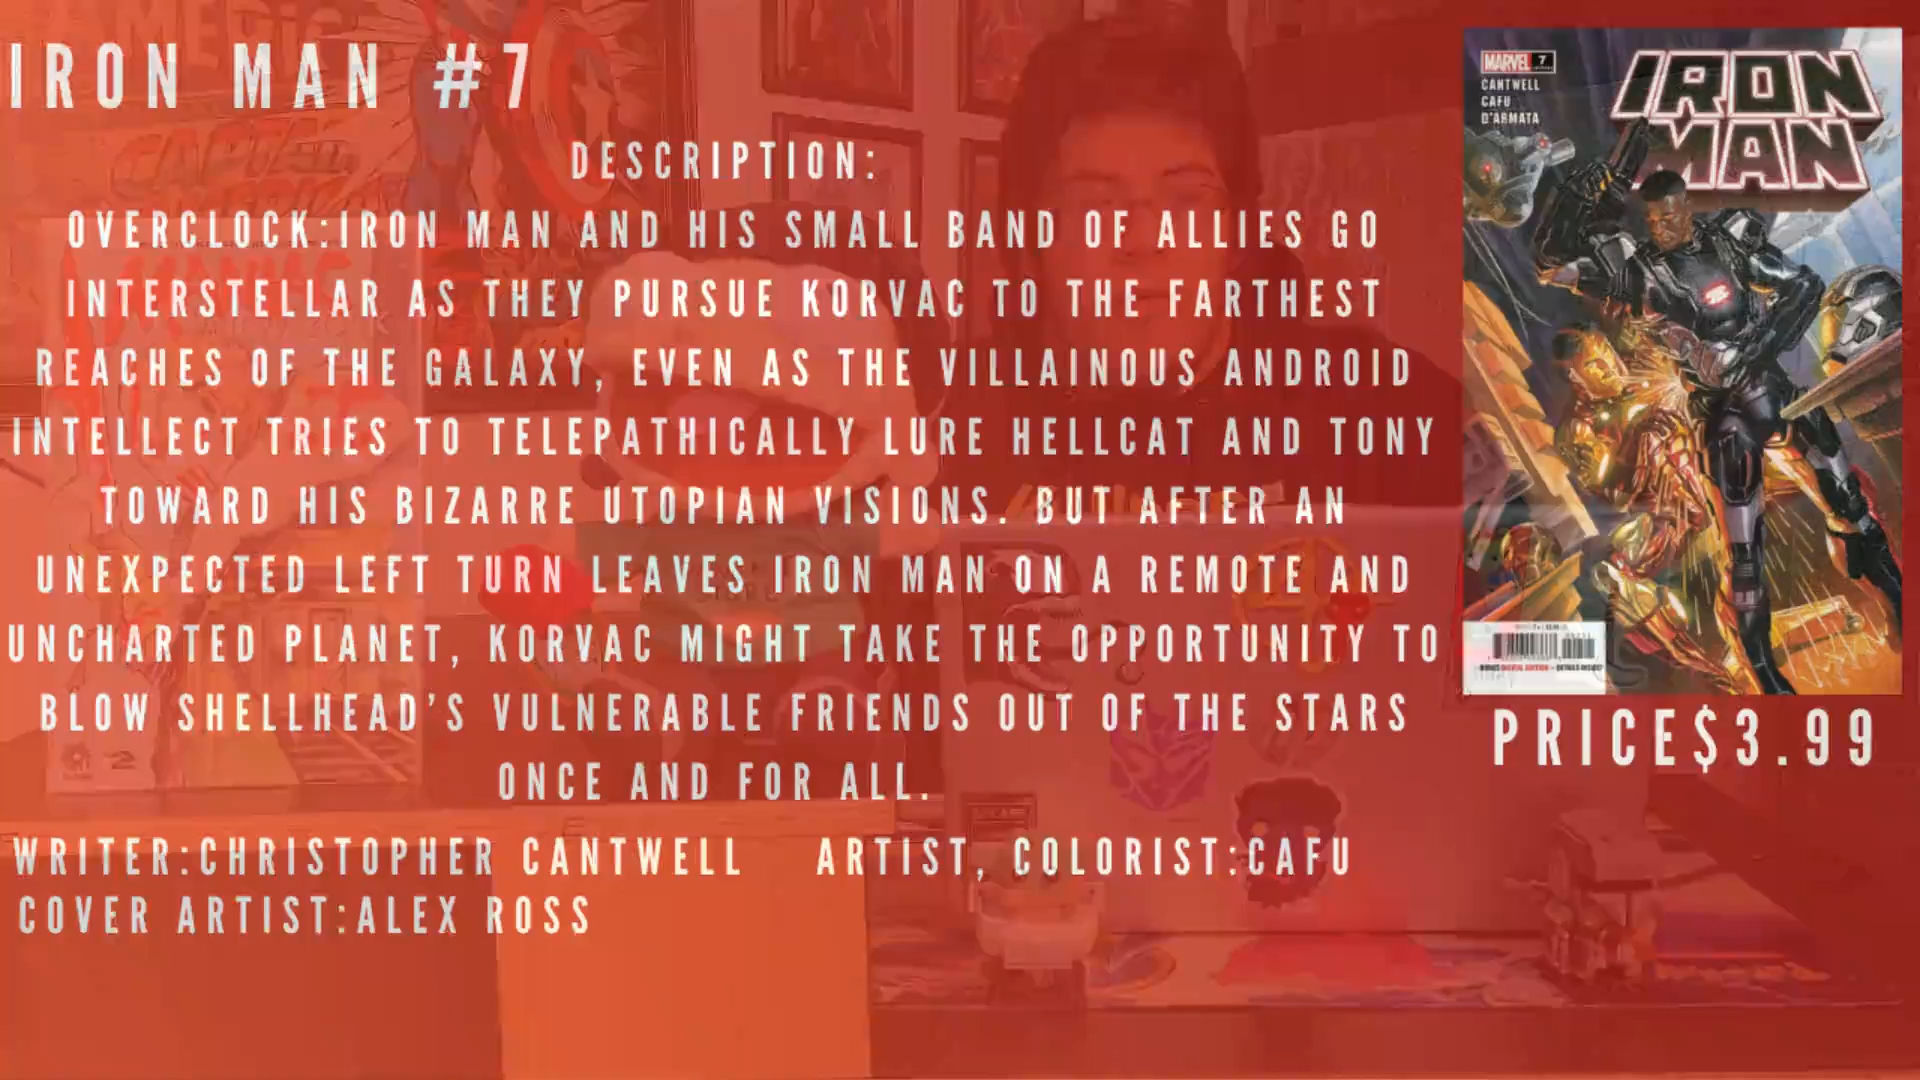 IRON MAN #7
DESCRIPTION:
OVERCLOCK:IRON MAN AND HIS SMALL BAND OF ALLIES GO
INTERSTELLAR AS THEY PURSUE KORVAC TO THE FARTHEST
REACHES OF THE GALAXY, EVEN AS THE VILLAINOUS ANDROID
INTELLECT TRIES TO TELEPATHICALLY LURE HELLCAT AND TONY
TOWARD HIS BIZARRE UTOPIAN VISIONS. BUT AFTER AN
UNEXPECTED LEFT TURN LEAVES IRON MAN ON A REMOTE AND
UNCHARTED PLANET, KORVAC MIGHT TAKE THE OPPORTUNITY TO
BLOW SHELLHEAD'S VULNERABLE FRIENDS OUT OF THE STARS
ONCE AND FOR ALL.
WRITER:CHRISTOPHER CANTWELL ARTIST, COLORIST:CAFU
COVER ARTIST:ALEX ROSS
MARVEL 7
CANTWELL
CAFU
D'ARMATA
IRON
MAN
PRICE$3.99
CAPTAIN